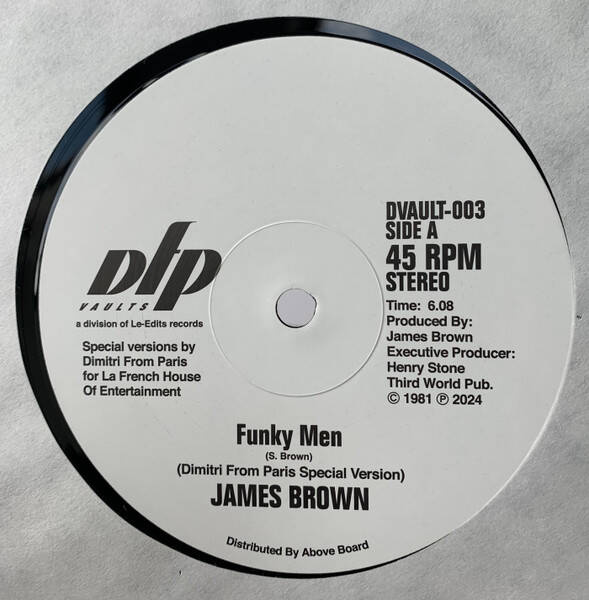 dfp
VAULTS
a division of Le-Edits records
Special versions by
Dimitri From Paris
for La French House
Of Entertainment
DVAULT-003
SIDE A
45 RPM
STEREO
Time: 6.08
Produced By:
James Brown
Executive Producer:
Henry Stone
Third World Pub.
© 1981 ℗ 2024
Funky Men
(S. Brown)
(Dimitri From Paris Special Version)
JAMES BROWN
Distributed By Above Board